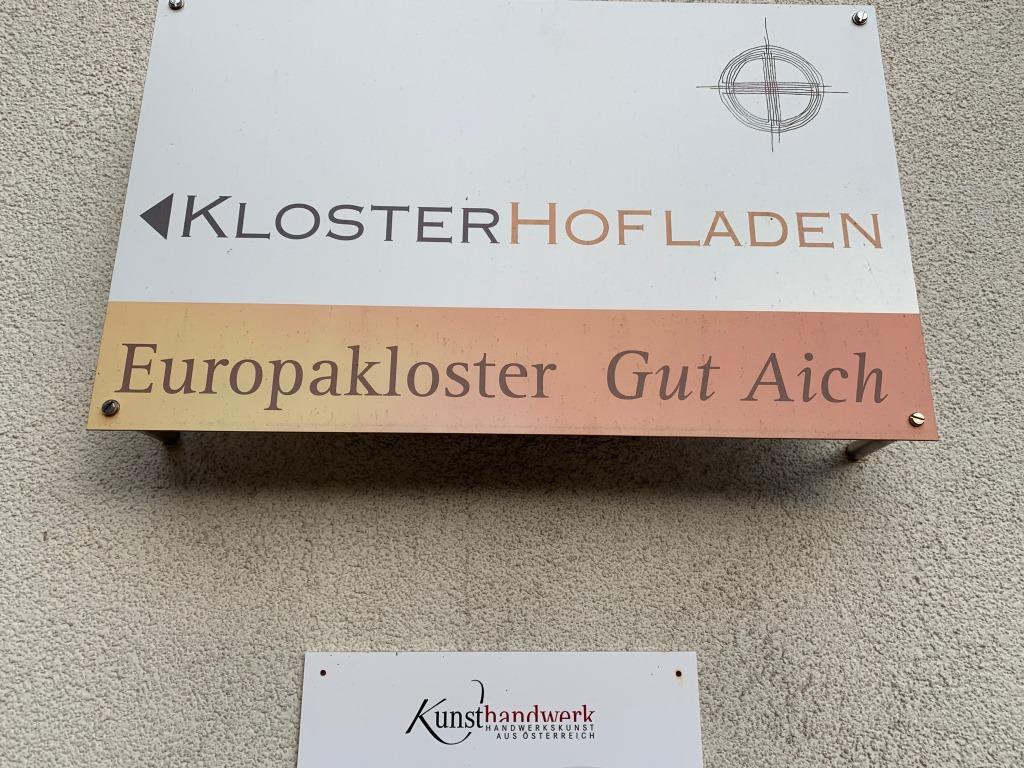 KLOSTERHOFLADEN
Europakloster Gut Aich
Kunsthandwerk
HANDWERKSKUNST
AUS ÖSTERREICH